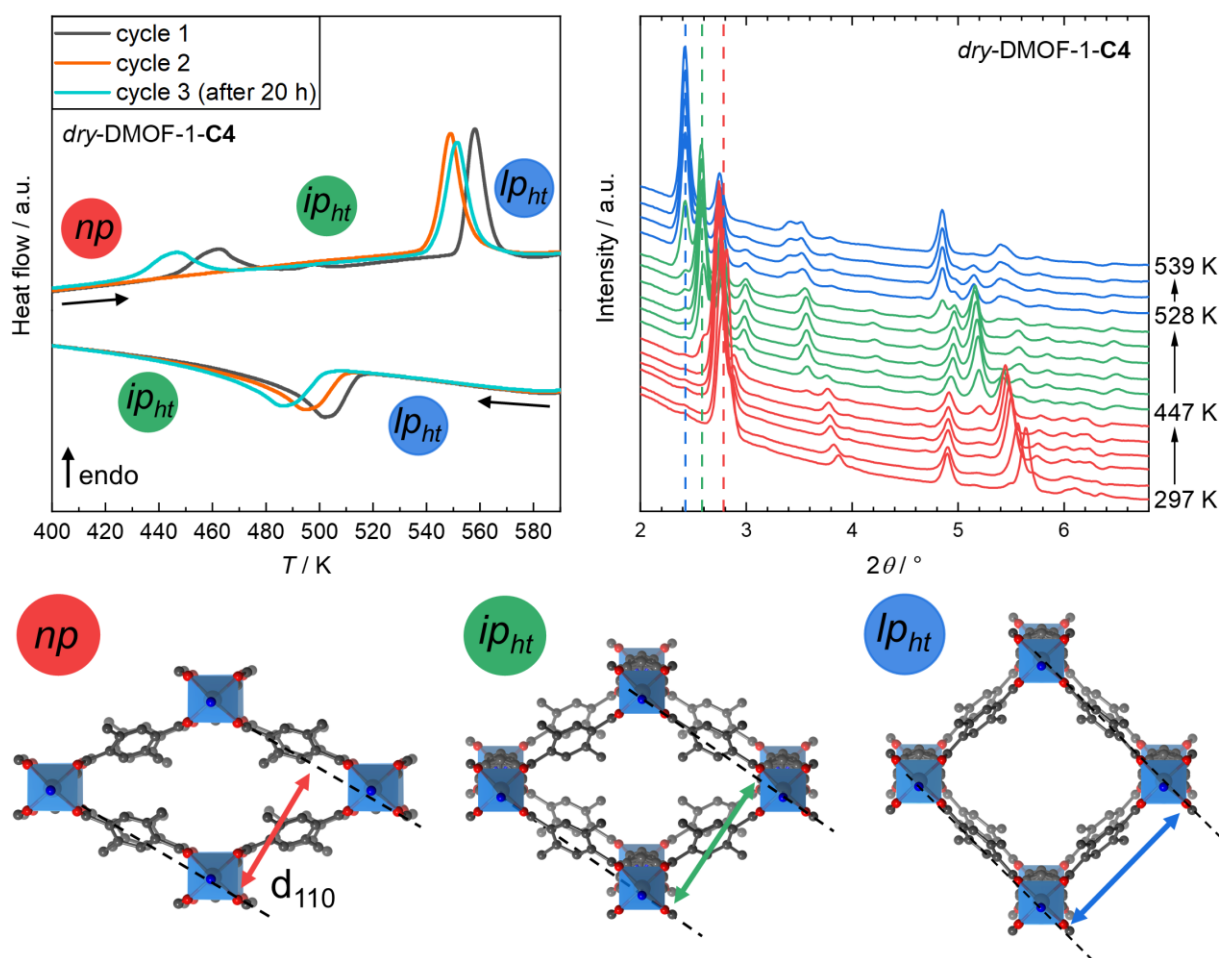 cycle 1
cycle 2
cycle 3 (after 20 h)
dry-DMOF-1-C4
np
ip_ht
lp_ht
ip_ht
lp_ht
endo
Heat flow / a.u.
400 420 440 460 480 500 520 540 560 580
T / K
dry-DMOF-1-C4
539 K
528 K
447 K
297 K
Intensity / a.u.
2 3 4 5 6
2θ / °
np
ip_ht
lp_ht
d_110